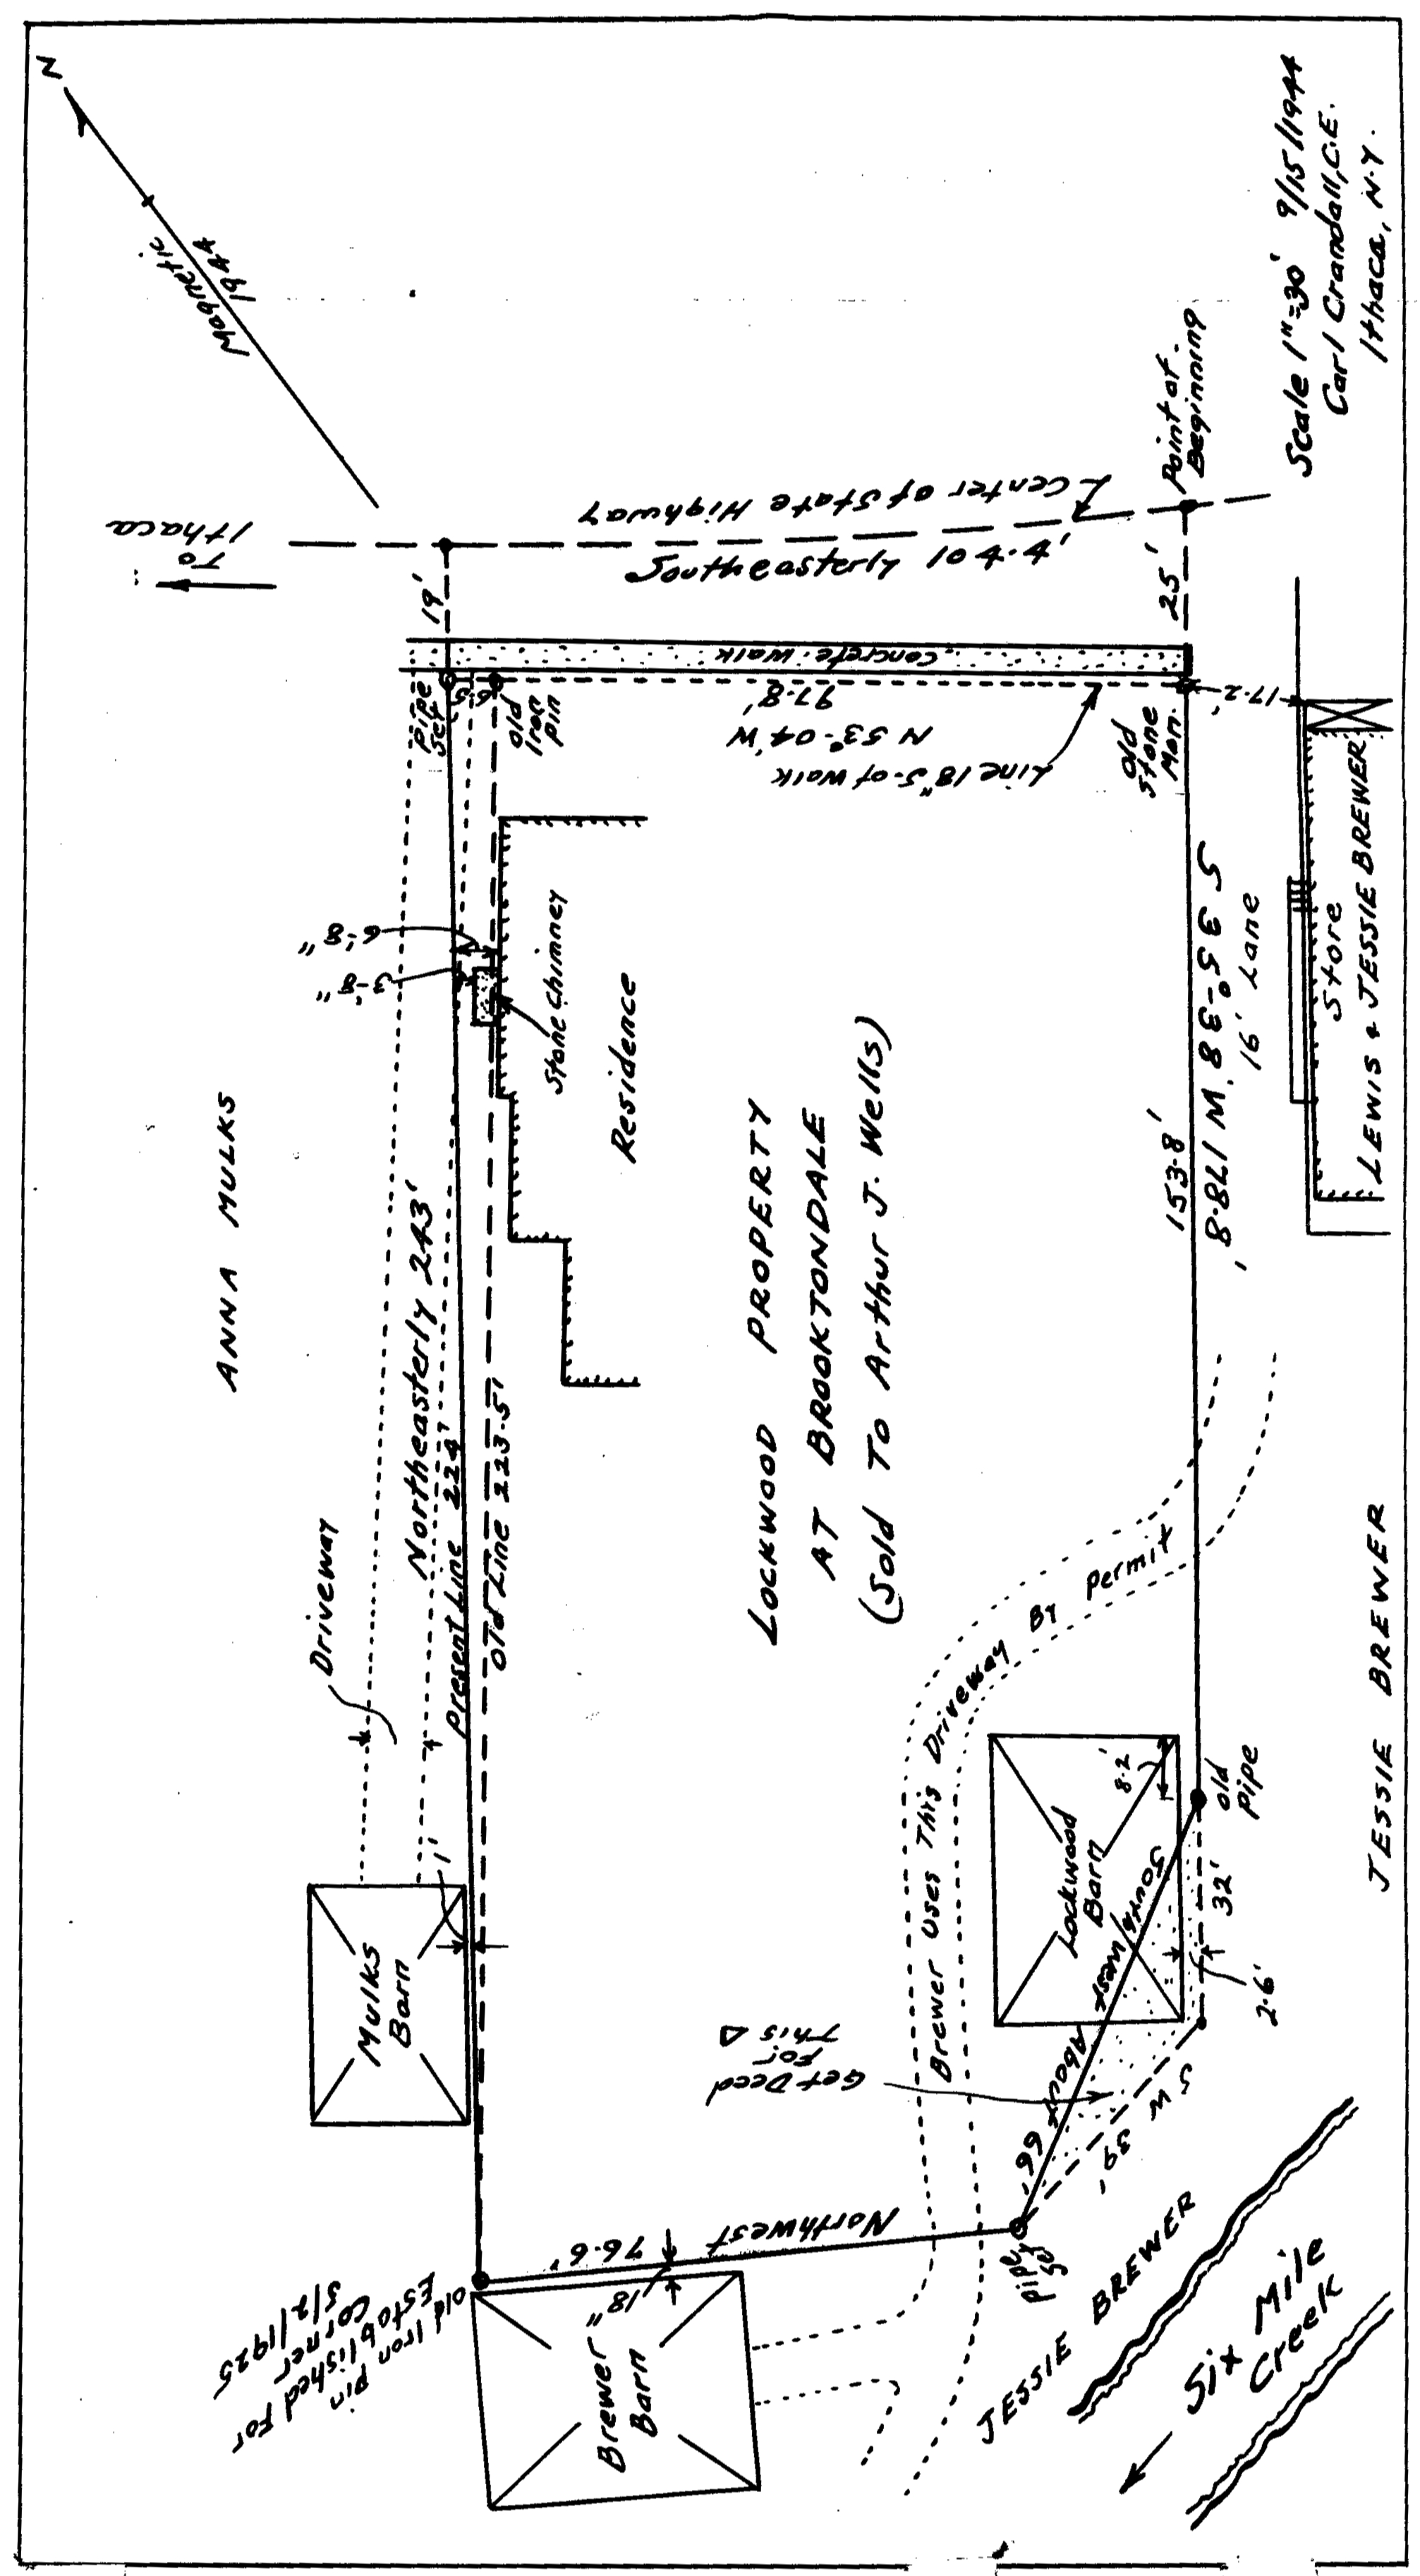 N
Magnetic
1944
To
Ithaca
Center of State Highway
Southeasterly 104.4'
19'
25'
Point of
Beginning
Scale 1"=30' 9/15/1944
Carl Crandall, C.E.
Ithaca, N.Y.
Concrete Walk
Pipe
Set
6.5'
Old
Iron
Pin
97.8'
N 53°-04' W
Line 18" S. of Walk
Old
Stone
Mon.
17.2'
6'-8"
3'-8"
Stone Chimney
Residence
ANNA MULKS
Driveway
Northeasterly 243'
Present Line 224'
Old Line 223.5'
LOCKWOOD PROPERTY
AT BROOKTONDALE
(Sold To Arthur J. Wells)
153.8'
S 35°-38' W 178.8'
16' Lane
Store
LEWIS & JESSIE BREWER
JESSIE BREWER
Brewer Uses This Driveway By Permit
Mulks
Barn
1'
Lockwood
Barn
8.2'
Old
Pipe
32'
2.6'
South West About 66'
S W 39'
Get Deed
For
This Δ
Northwest 76.6'
18"
Pipe
Set
Old Iron Pin
Established For
Corner
5/2/1925
Brewer
Barn
JESSIE BREWER
Six Mile
Creek